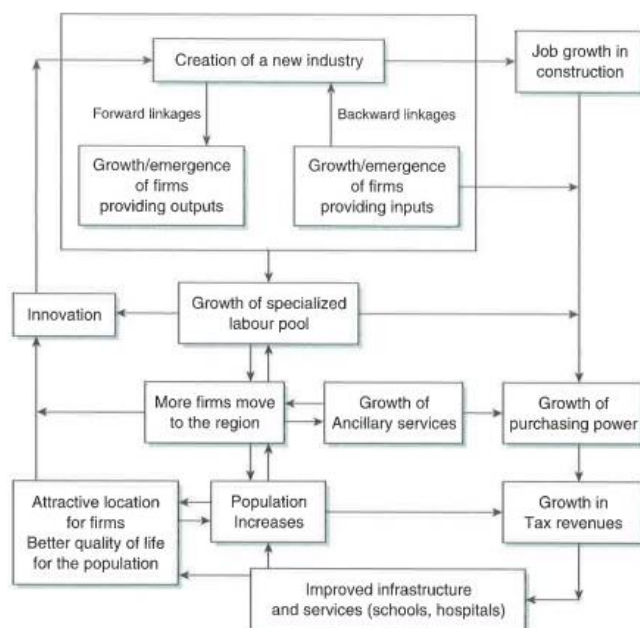 Creation of a new industry
Job growth in
construction
Forward linkages
Backward linkages
Growth/emergence
of firms
providing outputs
Growth/emergence
of firms
providing inputs
Innovation
Growth of specialized
labour pool
More firms move
to the region
Growth of
Ancillary services
Growth of
purchasing power
Attractive location
for firms
Better quality of life
for the population
Population
Increases
Growth in
Tax revenues
Improved infrastructure
and services (schools, hospitals)